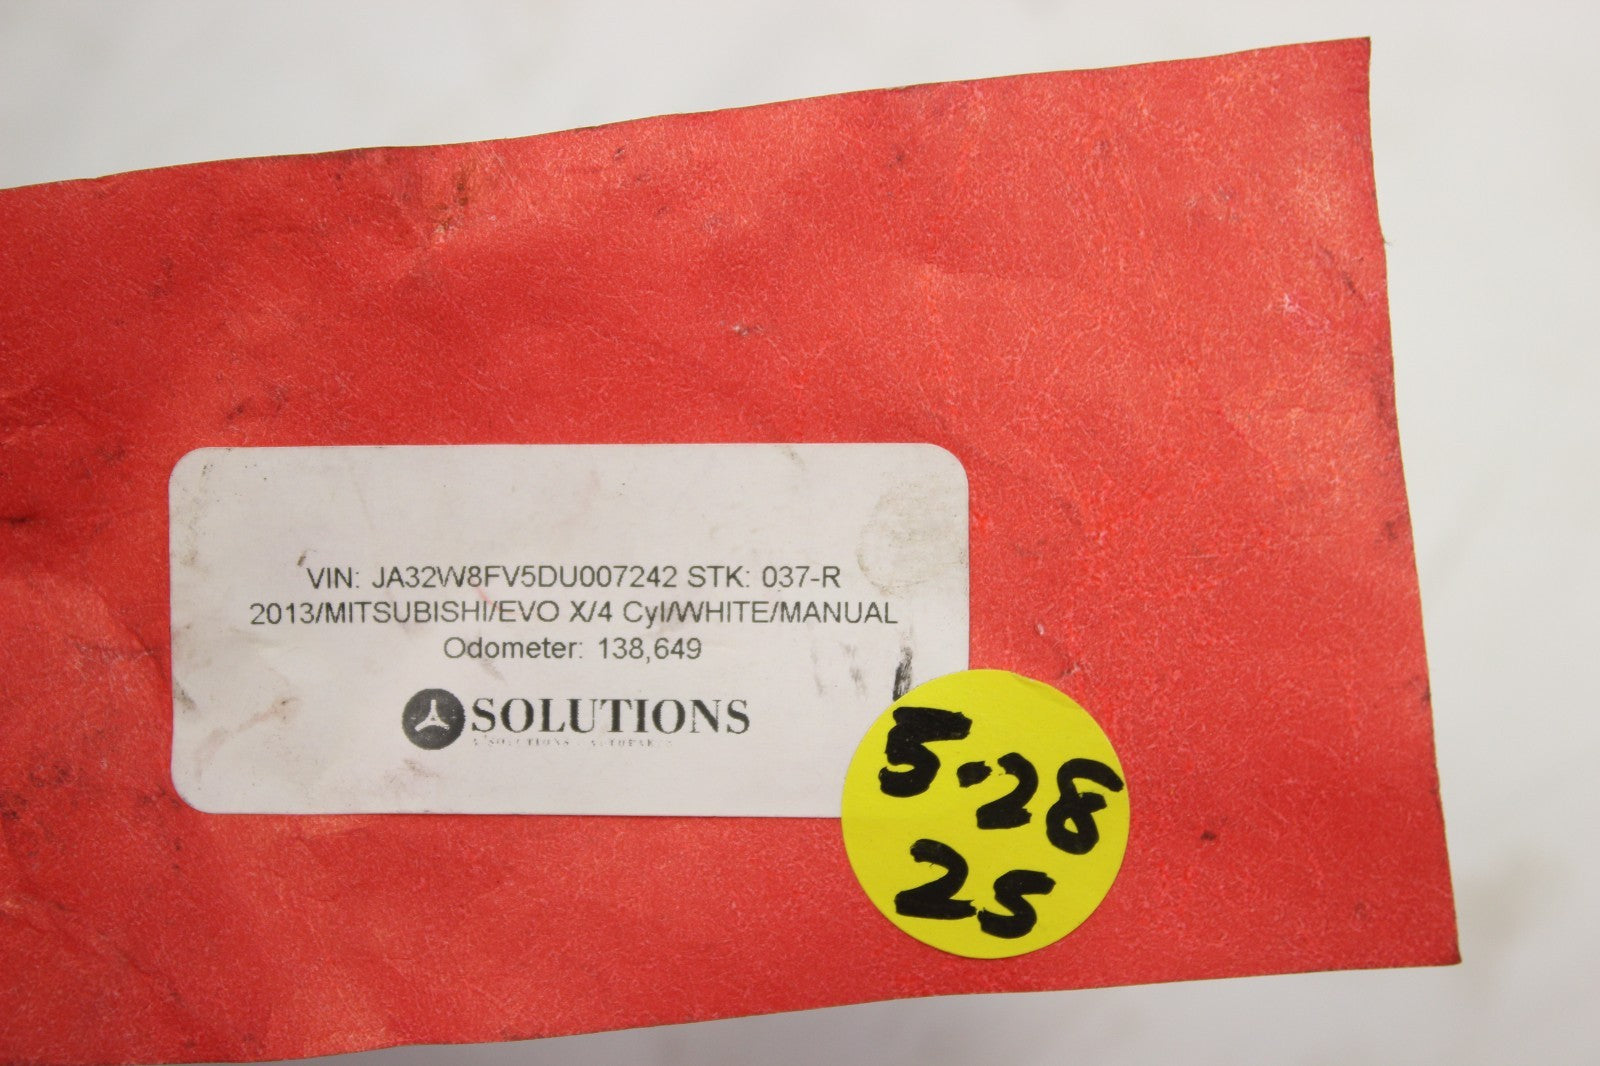 VIN: JA32W8FV5DU007242 STK: 037-R
2013/MITSUBISHI/EVO X/4 Cyl/WHITE/MANUAL
Odometer: 138,649
SOLUTIONS
5.28
25